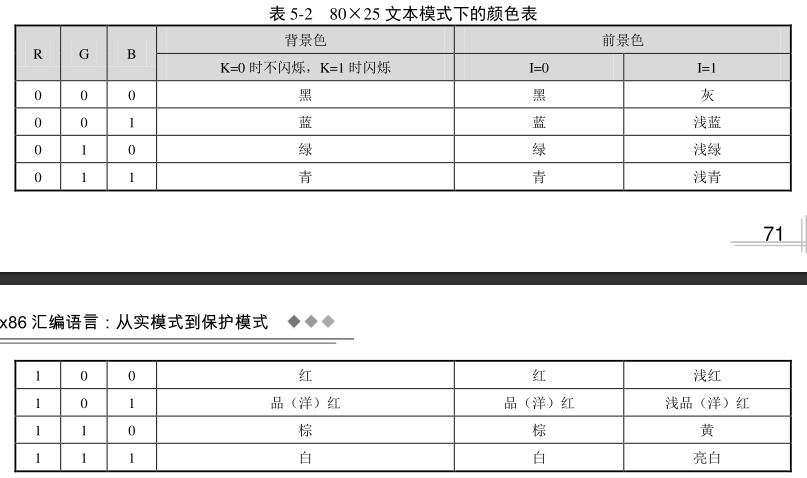 表 5-2 80×25 文本模式下的颜色表
R G B 背景色 前景色
K=0 时不闪烁，K=1 时闪烁 I=0 I=1
0 0 0 黑 黑 灰
0 0 1 蓝 蓝 浅蓝
0 1 0 绿 绿 浅绿
0 1 1 青 青 浅青
71
x86 汇编语言：从实模式到保护模式 ◆◆◆
1 0 0 红 红 浅红
1 0 1 品（洋）红 品（洋）红 浅品（洋）红
1 1 0 棕 棕 黄
1 1 1 白 白 亮白